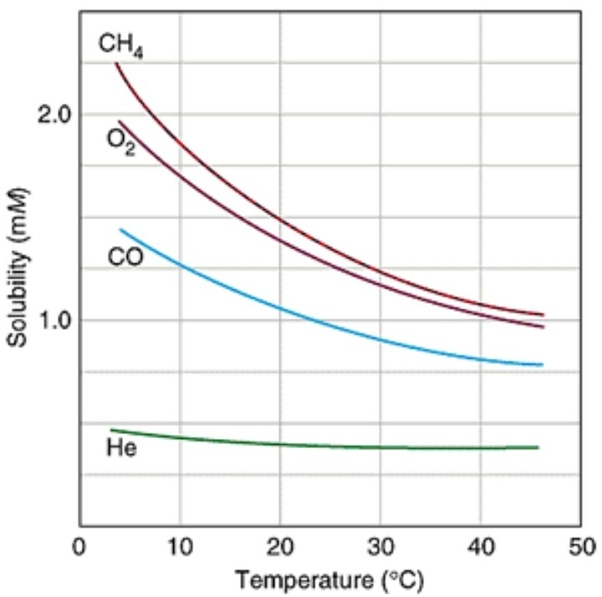 CH₄
2.0
O₂
CO
Solubility (mM)
1.0
He
0 10 20 30 40 50
Temperature (°C)